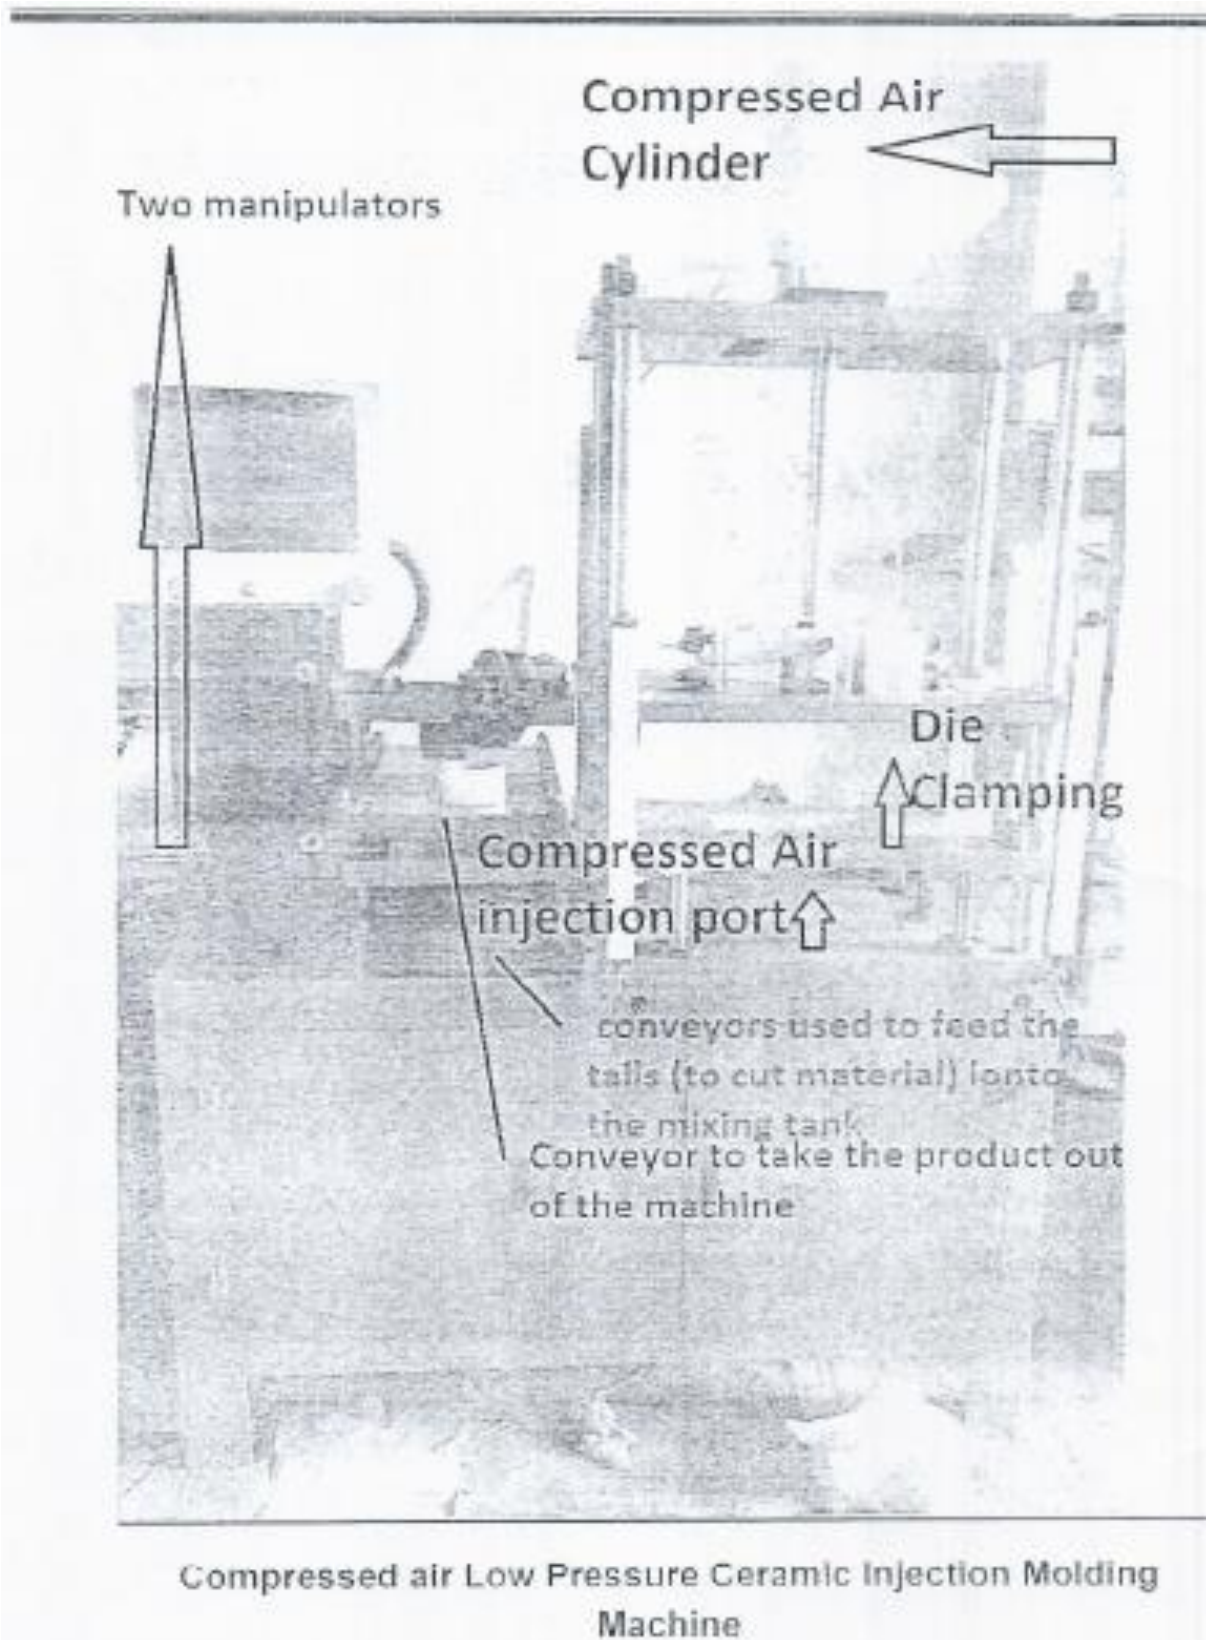 Compressed Air
Cylinder
Two manipulators
Die
Clamping
Compressed Air
injection port
conveyors used to feed the
tails (to cut material) ionto
the mixing tank
Conveyor to take the product out
of the machine
Compressed air Low Pressure Ceramic Injection Molding
Machine